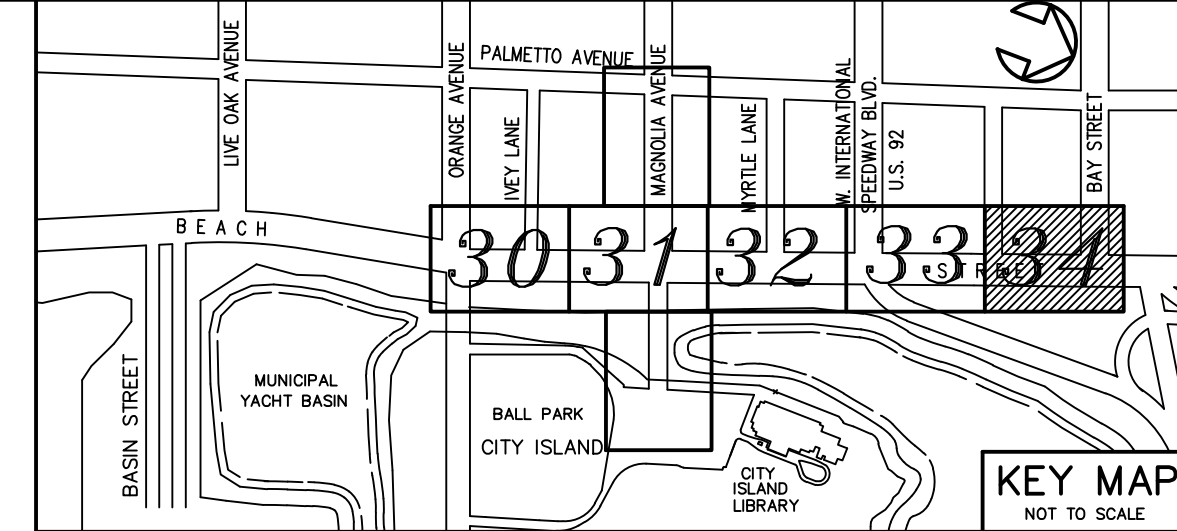 LIVE OAK AVENUE
ORANGE AVENUE
PALMETTO AVENUE
IVEY LANE
MAGNOLIA AVENUE
MYRTLE LANE
W. INTERNATIONAL
SPEEDWAY BLVD.
U.S. 92
BAY STREET
BEACH
STREET
30
31
32
33
34
BASIN STREET
MUNICIPAL
YACHT BASIN
BALL PARK
CITY ISLAND
CITY
ISLAND
LIBRARY
KEY MAP
NOT TO SCALE